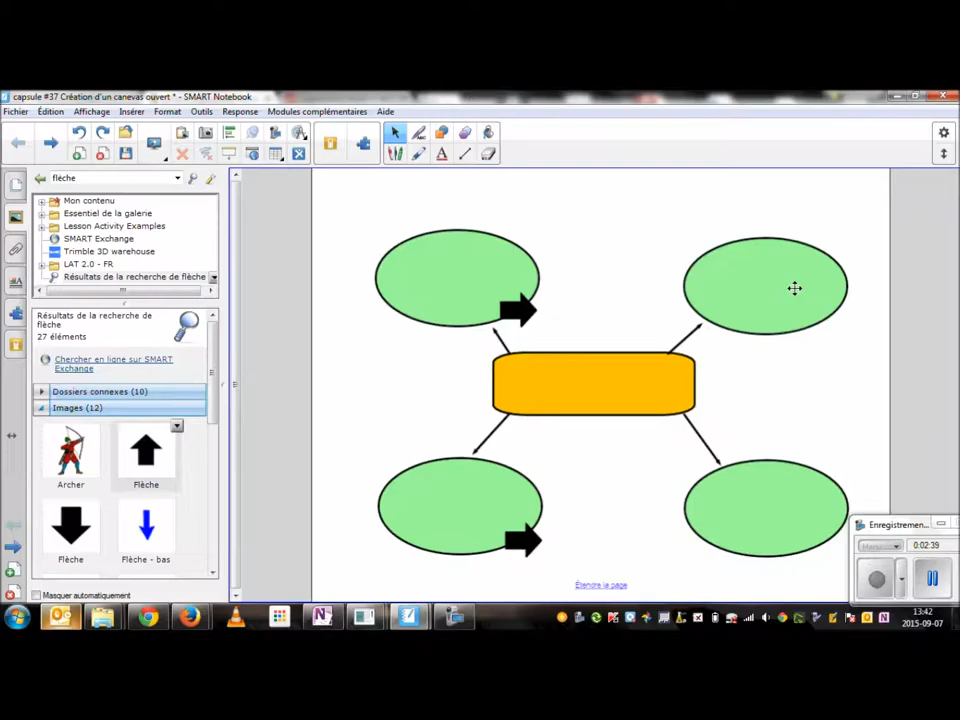 capsule #37 Création d'un canevas ouvert * - SMART Notebook
Fichier Édition Affichage Insérer Format Outils Réponse Modules complémentaires Aide
flèche
Mon contenu
Essentiel de la galerie
Lesson Activity Examples
SMART Exchange
Trimble 3D warehouse
LAT 2.0 - FR
Résultats de la recherche de flèche
Résultats de la recherche de
flèche
27 éléments
Chercher en ligne sur SMART
Exchange
Dossiers connexes (10)
Images (12)
Archer Flèche
Flèche Flèche - bas
Masquer automatiquement
Étendre la page
Enregistremen...
0:02:39
13:42
2015-09-07